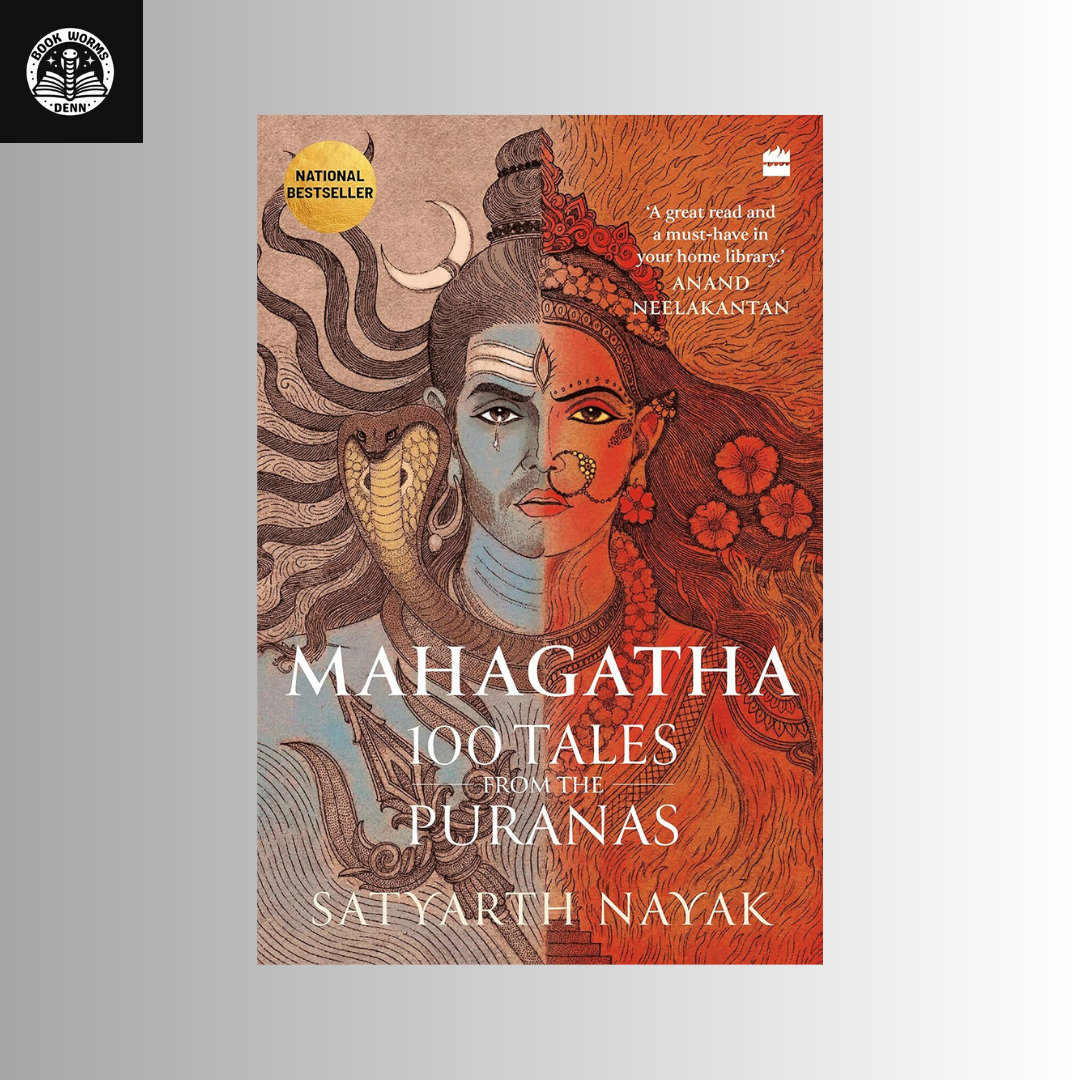 BOOK WORMS
DENN
NATIONAL
BESTSELLER
‘A great read and
a must-have in
your home library.’
ANAND
NEELAKANTAN
MAHAGATHA
100 TALES
FROM THE
PURANAS
SATYARTH NAYAK